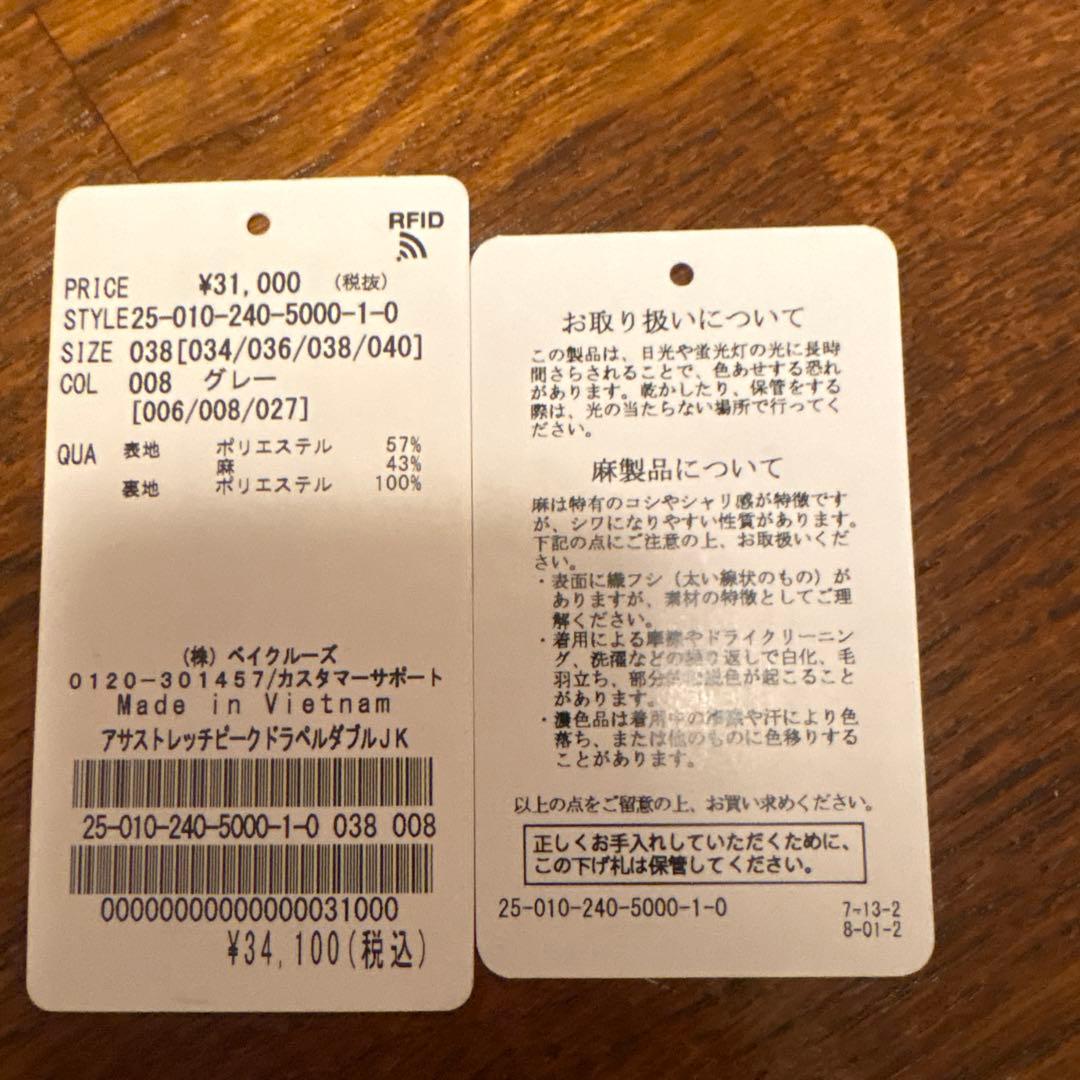 RFID
PRICE ¥31,000 (税抜)
STYLE25-010-240-5000-1-0
SIZE 038[034/036/038/040]
COL 008 グレー
[006/008/027]
QUA 表地 ポリエステル 57%
麻 43%
裏地 ポリエステル 100%
(株) ベイクルーズ
0120-301457/カスタマーサポート
Made in Vietnam
アサストレッチピークドラペルダブルJK
25-010-240-5000-1-0 038 008
00000000000000031000
¥34,100(税込)
お取り扱いについて
この製品は、日光や蛍光灯の光に長時
間さらされることで、色あせする恐れ
があります。乾かしたり、保管をする
際は、光の当たらない場所で行ってく
ださい。
麻製品について
麻は特有のコシやシャリ感が特徴です
が、シワになりやすい性質があります。
下記の点にご注意の上、お取扱いくだ
さい。
・表面に織フシ（太い線状のもの）が
ありますが、素材の特徴としてご理
解ください。
・着用による摩擦やドライクリーニン
グ、洗濯などの繰り返しで白化、毛
羽立ち、部分的な脱色が起こること
があります。
・濃色品は着用中の摩擦や汗により色
落ち、または他のものに色移りする
ことがあります。
以上の点をご留意の上、お買い求めください。
正しくお手入れしていただくために、
この下げ札は保管してください。
25-010-240-5000-1-0
7-13-2
8-01-2